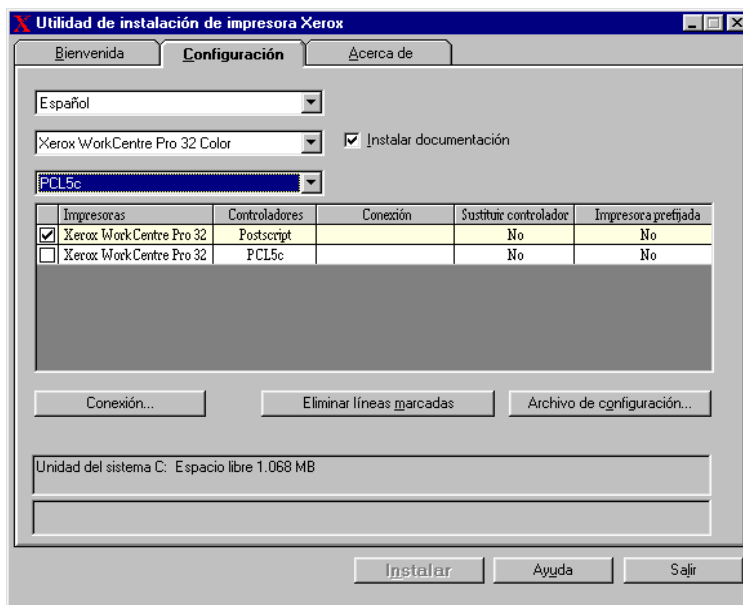 Utilidad de instalación de impresora Xerox
Bienvenida Configuración Acerca de
Español
Xerox WorkCentre Pro 32 Color Instalar documentación
PCL5c
Impresoras Controladores Conexión Sustituir controlador Impresora prefijada
Xerox WorkCentre Pro 32 Postscript No No
Xerox WorkCentre Pro 32 PCL5c No No
Conexión... Eliminar líneas marcadas Archivo de configuración...
Unidad del sistema C: Espacio libre 1.068 MB
Instalar Ayuda Salir